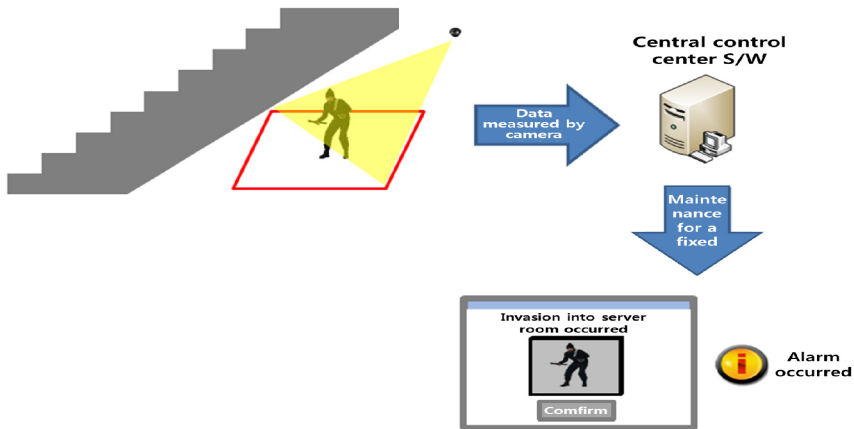 Central control
center S/W
Data
measured by
camera
Mainte
nance
for a
fixed
Invasion into server
room occurred
Comfirm
Alarm
occurred